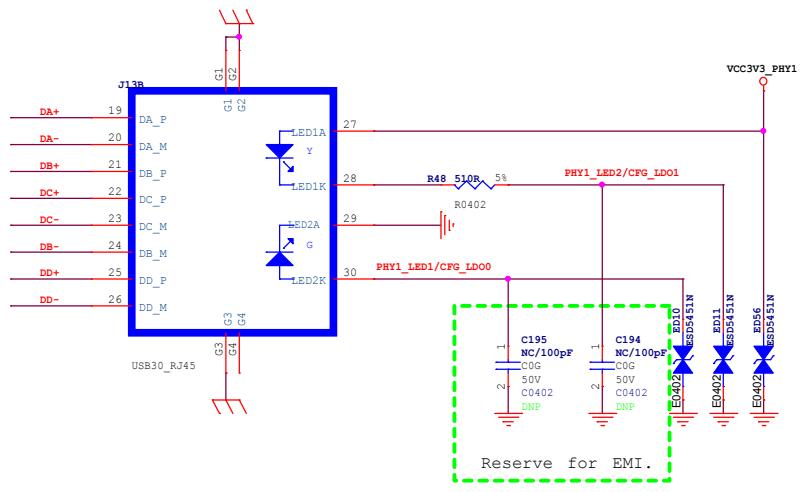 VCC3V3_PHY1
J13B
G1
G2
G1
G2
DA+
19
DA_P
LED1A
27
DA-
20
DA_M
Y
DB+
21
DB_P
LED1K
28
R48 510R
5%
PHY1_LED2/CFG_LDO1
DC+
22
DC_P
R0402
DC-
23
DC_M
LED2A
29
G
DB-
24
DB_M
DD+
25
DD_P
LED2K
30
PHY1_LED1/CFG_LDO0
DD-
26
DD_M
G3
G4
G3
G4
USB30_RJ45
1
C195
NC/100pF
C0G
50V
2
C0402
DNP
1
C194
NC/100pF
C0G
50V
2
C0402
DNP
ED10
ESD5451N
E0402
ED11
ESD5451N
E0402
ED56
ESD5451N
E0402
Reserve for EMI.